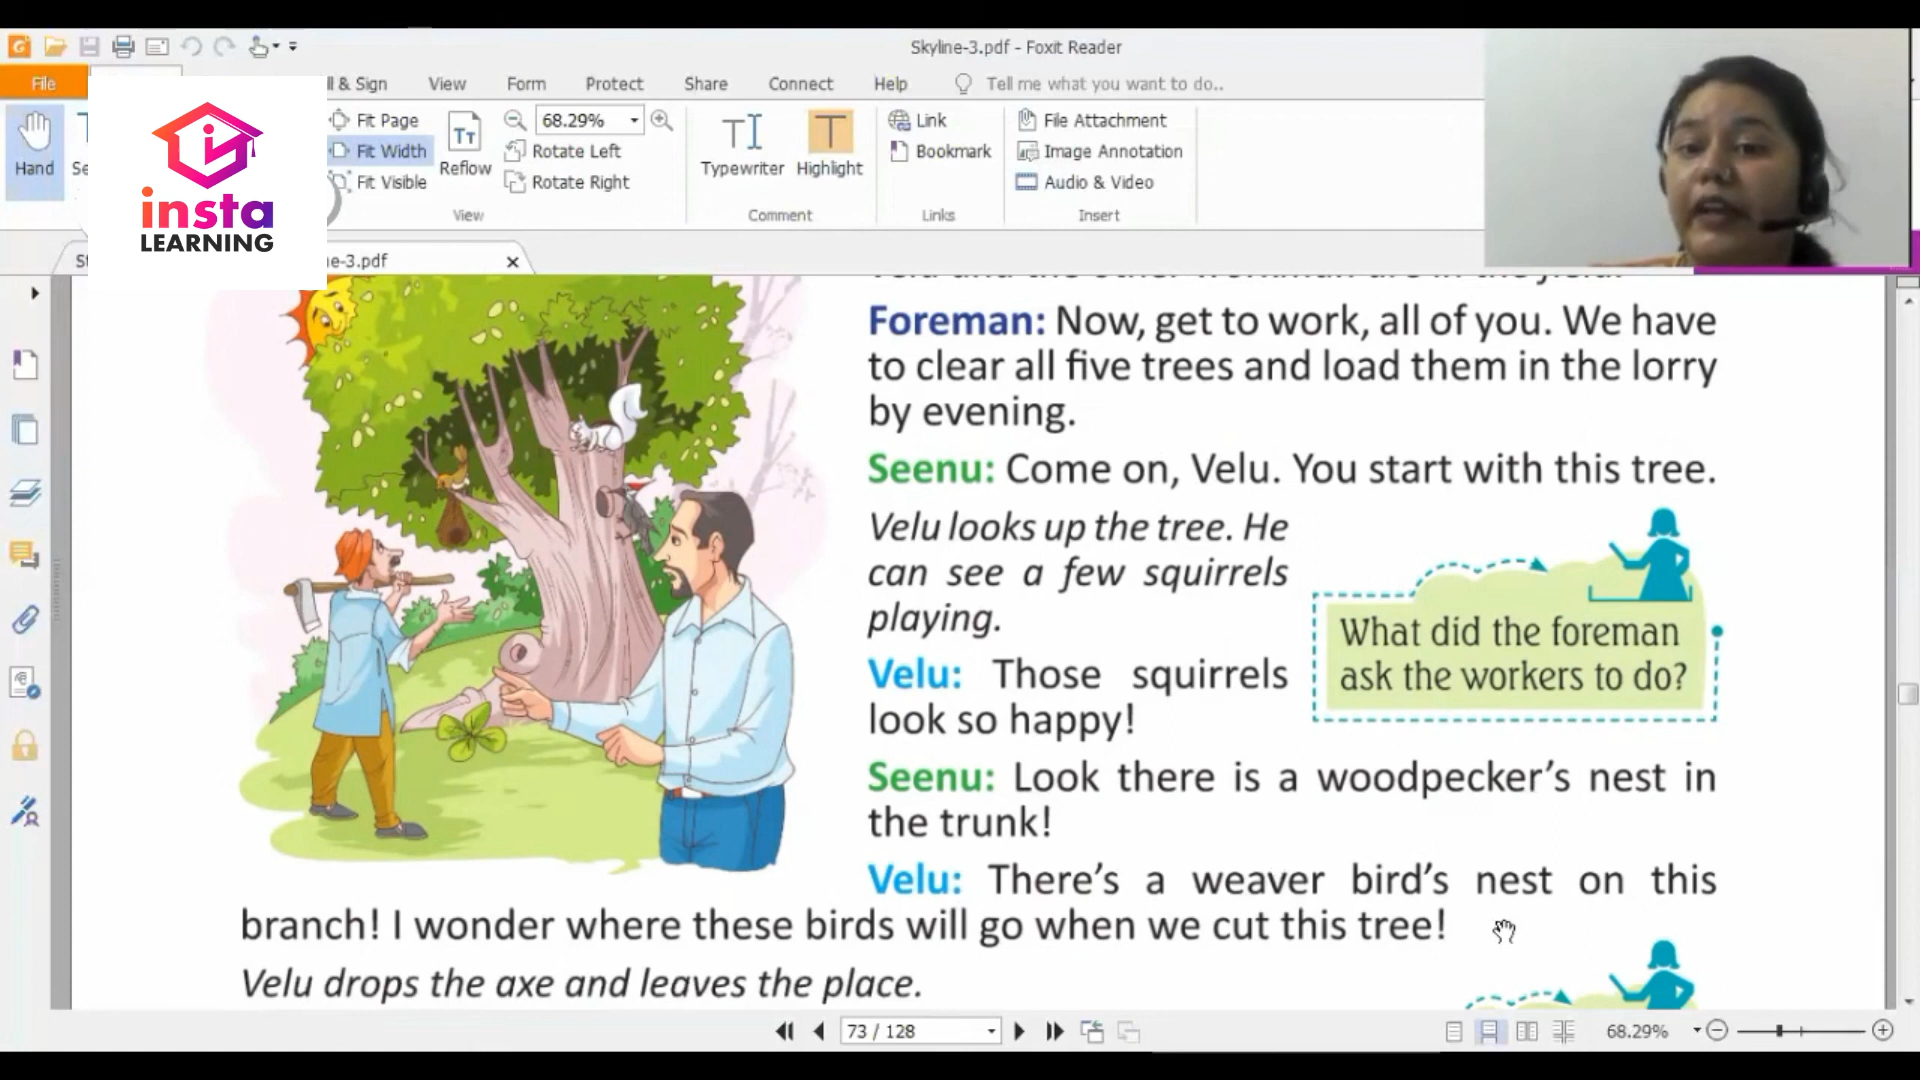 Skyline-3.pdf - Foxit Reader
File
ll & Sign
View
Form
Protect
Share
Connect
Help
Tell me what you want to do..
Hand
Fit Page
Fit Width
Fit Visible
Reflow
68.29%
Rotate Left
Rotate Right
View
Typewriter
Highlight
Comment
Link
Bookmark
Links
File Attachment
Image Annotation
Audio & Video
Insert
insta
LEARNING
e-3.pdf
Foreman: Now, get to work, all of you. We have
to clear all five trees and load them in the lorry
by evening.
Seenu: Come on, Velu. You start with this tree.
Velu looks up the tree. He
can see a few squirrels
playing.
What did the foreman
ask the workers to do?
Velu: Those squirrels
look so happy!
Seenu: Look there is a woodpecker's nest in
the trunk!
Velu: There's a weaver bird's nest on this
branch! I wonder where these birds will go when we cut this tree!
Velu drops the axe and leaves the place.
73 / 128
68.29%